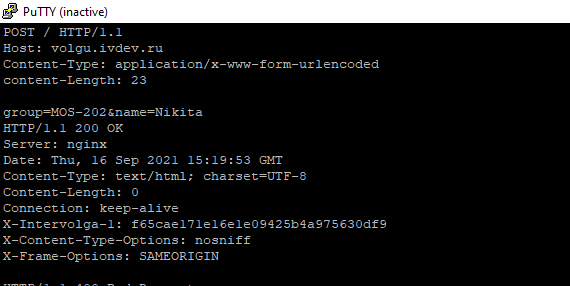 PuTTY (inactive)
POST / HTTP/1.1
Host: volgu.ivdev.ru
Content-Type: application/x-www-form-urlencoded
content-Length: 23

group=MOS-202&name=Nikita
HTTP/1.1 200 OK
Server: nginx
Date: Thu, 16 Sep 2021 15:19:53 GMT
Content-Type: text/html; charset=UTF-8
Content-Length: 0
Connection: keep-alive
X-Intervolga-1: f65cae171e16e1e09425b4a975630df9
X-Content-Type-Options: nosniff
X-Frame-Options: SAMEORIGIN